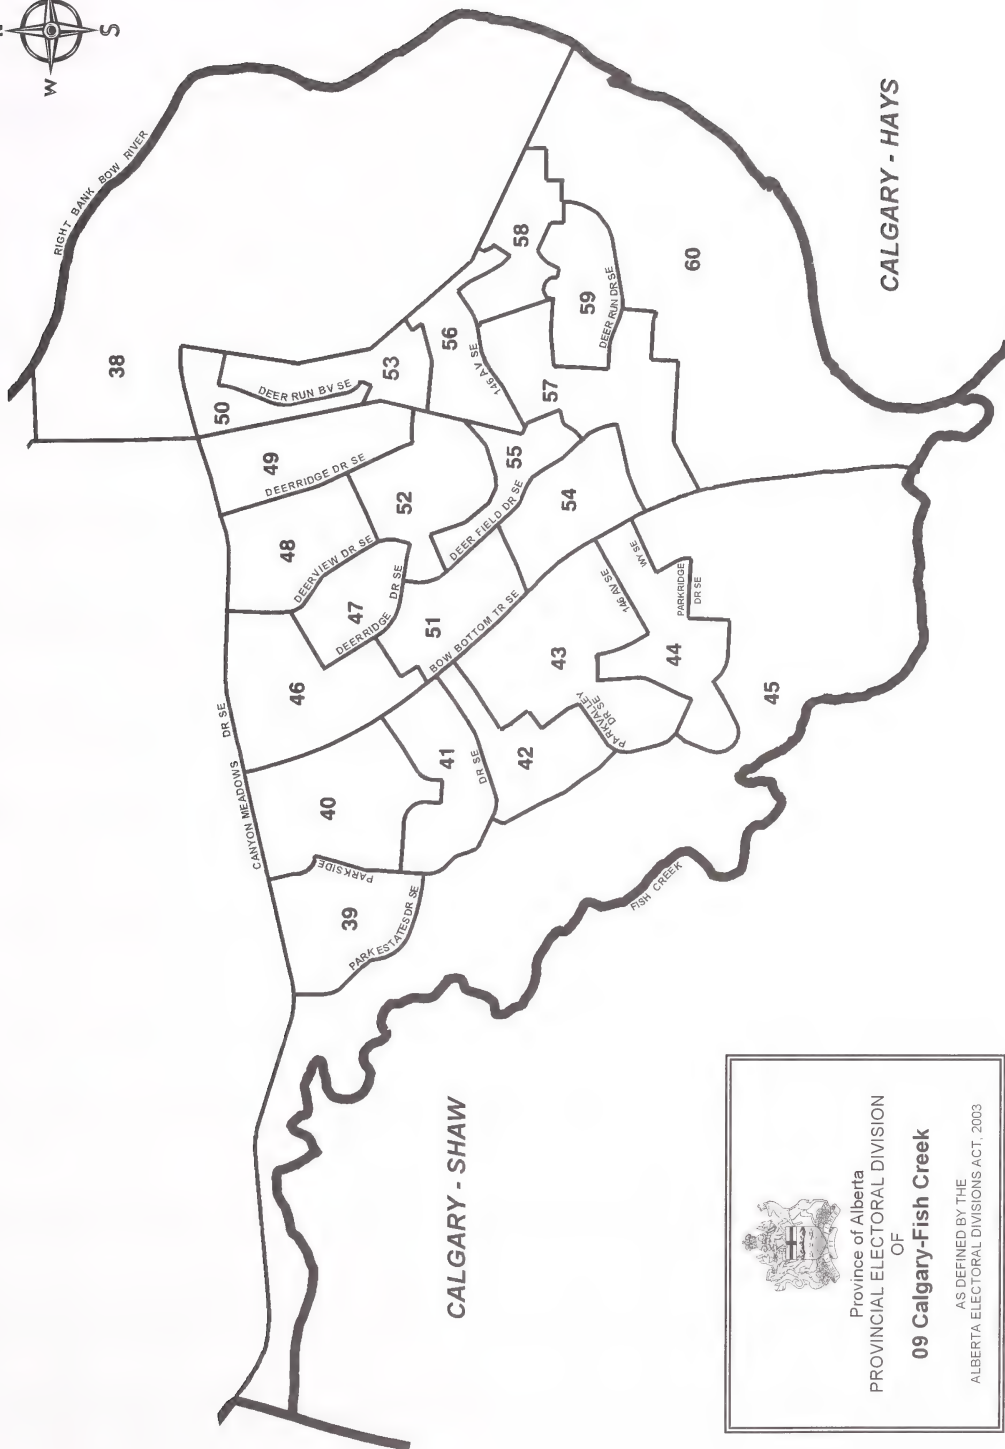 S
W
RIGHT BANK BOW RIVER
38
50
DEER RUN BV SE
53
49
DEERRIDGE DR SE
56
146 AV SE
58
59
DEER RUN DR SE
60
CALGARY - HAYS
48
DEERVIEW DR SE
52
55
DEER FIELD DR SE
57
54
47
DEERRIDGE DR SE
46
51
BOW BOTTOM TR SE
CANYON MEADOWS DR SE
43
146 AV SE
WY SE
PARKRIDGE
DR SE
44
45
PARKVALLEY
DR SE
42
41
DR SE
40
PARKSIDE
39
PARK ESTATES DR SE
FISH CREEK
CALGARY - SHAW
Province of Alberta
PROVINCIAL ELECTORAL DIVISION
OF
09 Calgary-Fish Creek
AS DEFINED BY THE
ALBERTA ELECTORAL DIVISIONS ACT, 2003